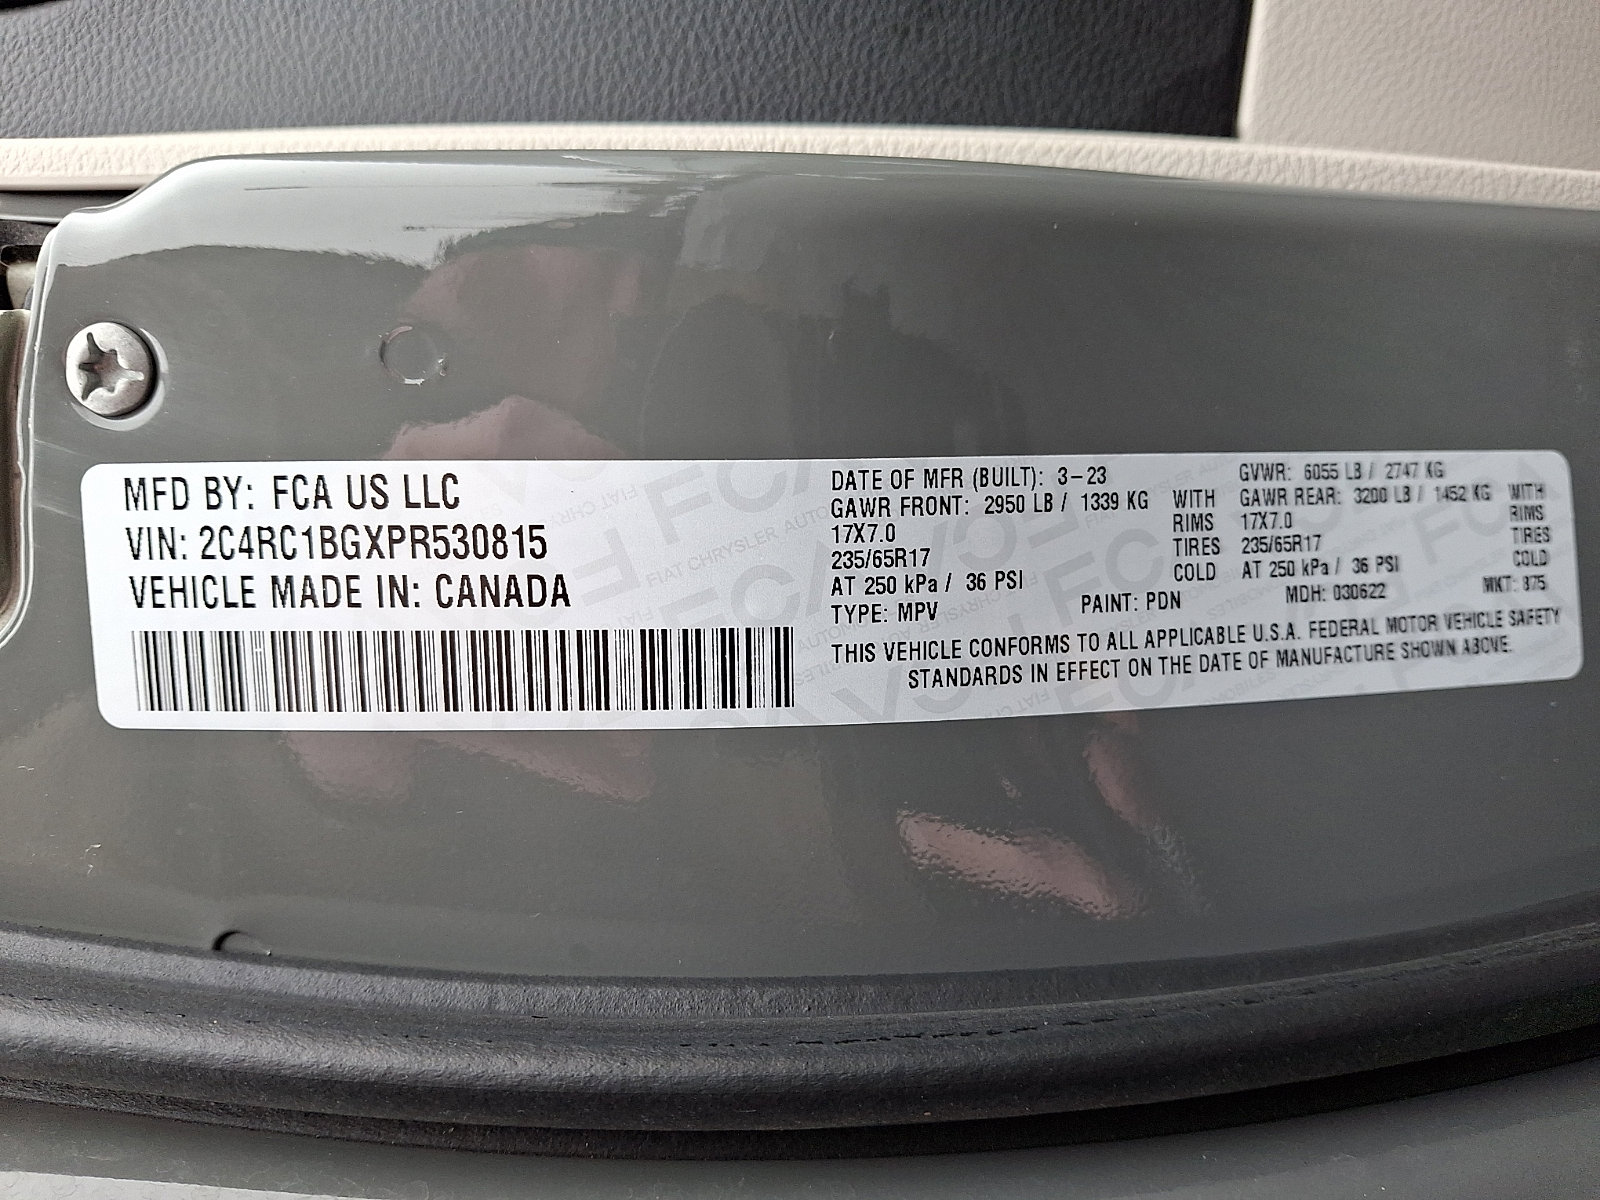 MFD BY: FCA US LLC
VIN: 2C4RC1BGXPR530815
VEHICLE MADE IN: CANADA
DATE OF MFR (BUILT): 3-23 GVWR: 6055 LB / 2747 KG
GAWR FRONT: 2950 LB / 1339 KG WITH GAWR REAR: 3200 LB / 1452 KG WITH
17X7.0 RIMS 17X7.0 RIMS
235/65R17 TIRES 235/65R17 TIRES
AT 250 kPa / 36 PSI COLD AT 250 kPa / 36 PSI COLD
TYPE: MPV PAINT: PDN MDH: 030622 MKT: 875
THIS VEHICLE CONFORMS TO ALL APPLICABLE U.S.A. FEDERAL MOTOR VEHICLE SAFETY
STANDARDS IN EFFECT ON THE DATE OF MANUFACTURE SHOWN ABOVE.